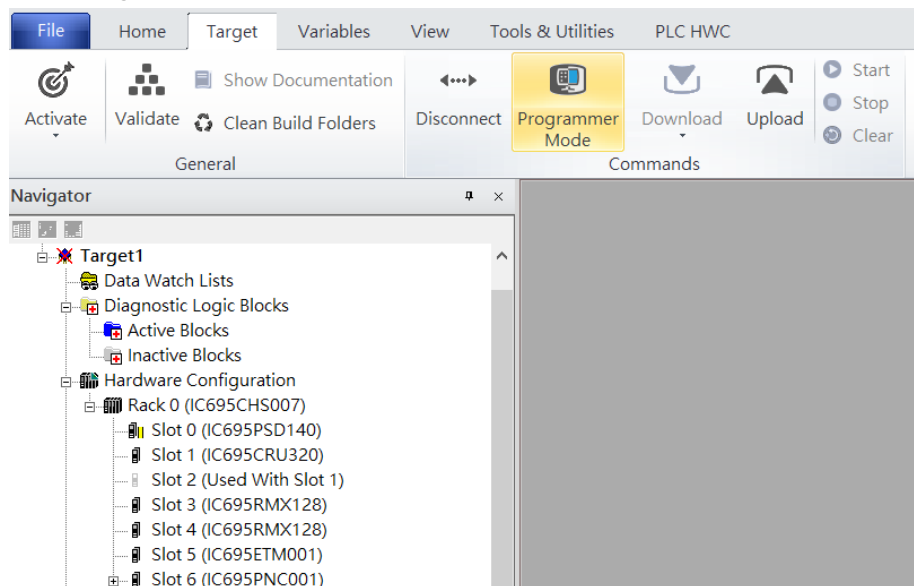 File Home Target Variables View Tools & Utilities PLC HWC
Activate
Validate
Show Documentation
Clean Build Folders
General
Disconnect
Programmer
Mode
Download
Upload
Start
Stop
Clear
Commands
Navigator
Target1
Data Watch Lists
Diagnostic Logic Blocks
Active Blocks
Inactive Blocks
Hardware Configuration
Rack 0 (IC695CHS007)
Slot 0 (IC695PSD140)
Slot 1 (IC695CRU320)
Slot 2 (Used With Slot 1)
Slot 3 (IC695RMX128)
Slot 4 (IC695RMX128)
Slot 5 (IC695ETM001)
Slot 6 (IC695PNC001)